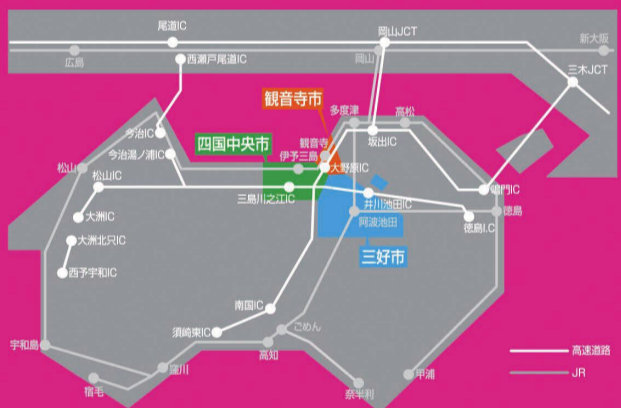 尾道IC
岡山JCT
新大阪
広島
西瀬戸尾道IC
岡山
三木JCT
観音寺市
多度津
高松
今治IC
四国中央市
観音寺
坂出IC
今治湯ノ浦IC
伊予三島
大野原IC
松山
松山IC
三島川之江IC
井川池田IC
鳴門IC
大洲IC
阿波池田
徳島I.C
徳島
大洲北只IC
三好市
西予宇和IC
南国IC
須崎東IC
ごめん
宇和島
高知
高速道路
窪川
甲浦
JR
宿毛
奈半利